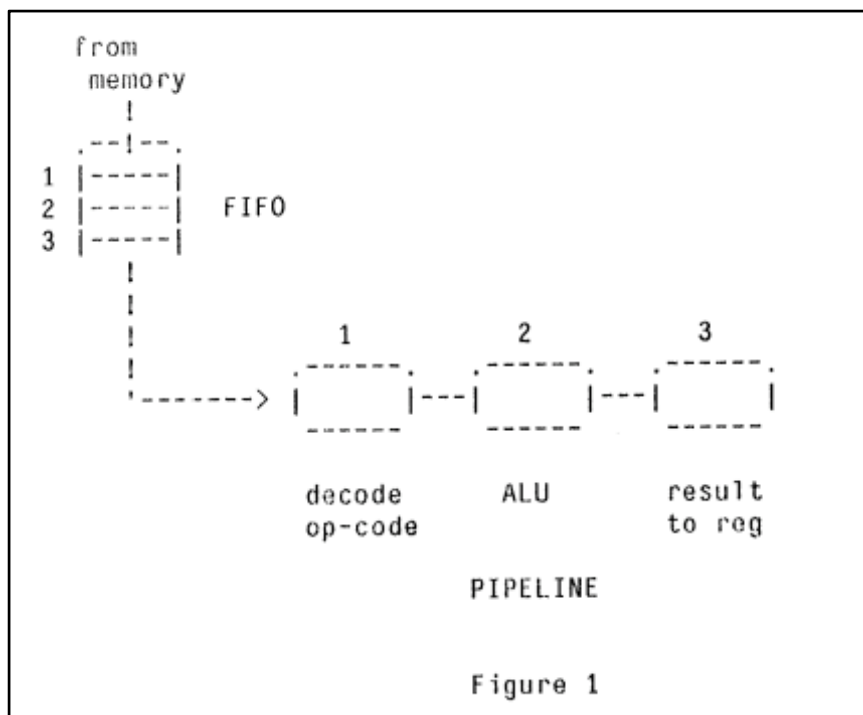 from
memory
1
2 FIFO
3
1 2 3
decode ALU result
op-code to reg
PIPELINE
Figure 1